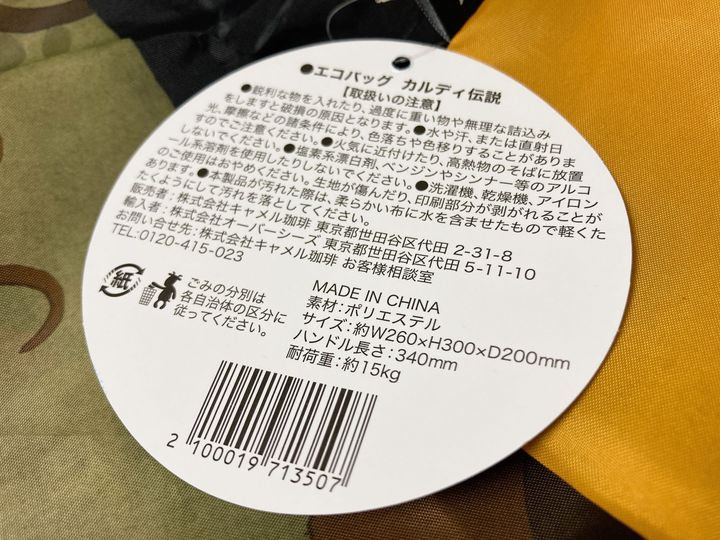 ●エコバッグ カルディ伝説
【取扱いの注意】
●鋭利な物を入れたり、過度に重い物や無理な詰込み
をしますと破損の原因となります。●水や汗、または直射日
光、摩擦などの諸条件により、色落ちや色移りすることがありま
すのでご注意ください。●火気に近付けたり、高熱物のそばに放置
しないでください。●塩素系漂白剤、ベンジンやシンナー等のアルコ
ール系溶剤を使用したりしないでください。●洗濯機、乾燥機、アイロン
のご使用はおやめください。生地が傷んだり、印刷部分が剥がれることが
あります。●本製品が汚れた際は、柔らかい布に水を含ませたもので軽くた
たくようにして汚れを落としてください。
販売者:株式会社キャメル珈琲 東京都世田谷区代田 2-31-8
輸入者:株式会社オーバーシーズ 東京都世田谷区代田 5-11-10
お問い合せ先:株式会社キャメル珈琲 お客様相談室
TEL:0120-415-023
紙
ごみの分別は
各自治体の区分に
従ってください。
MADE IN CHINA
素材:ポリエステル
サイズ:約W260×H300×D200mm
ハンドル長さ:340mm
耐荷重:約15kg
2 100019 713507